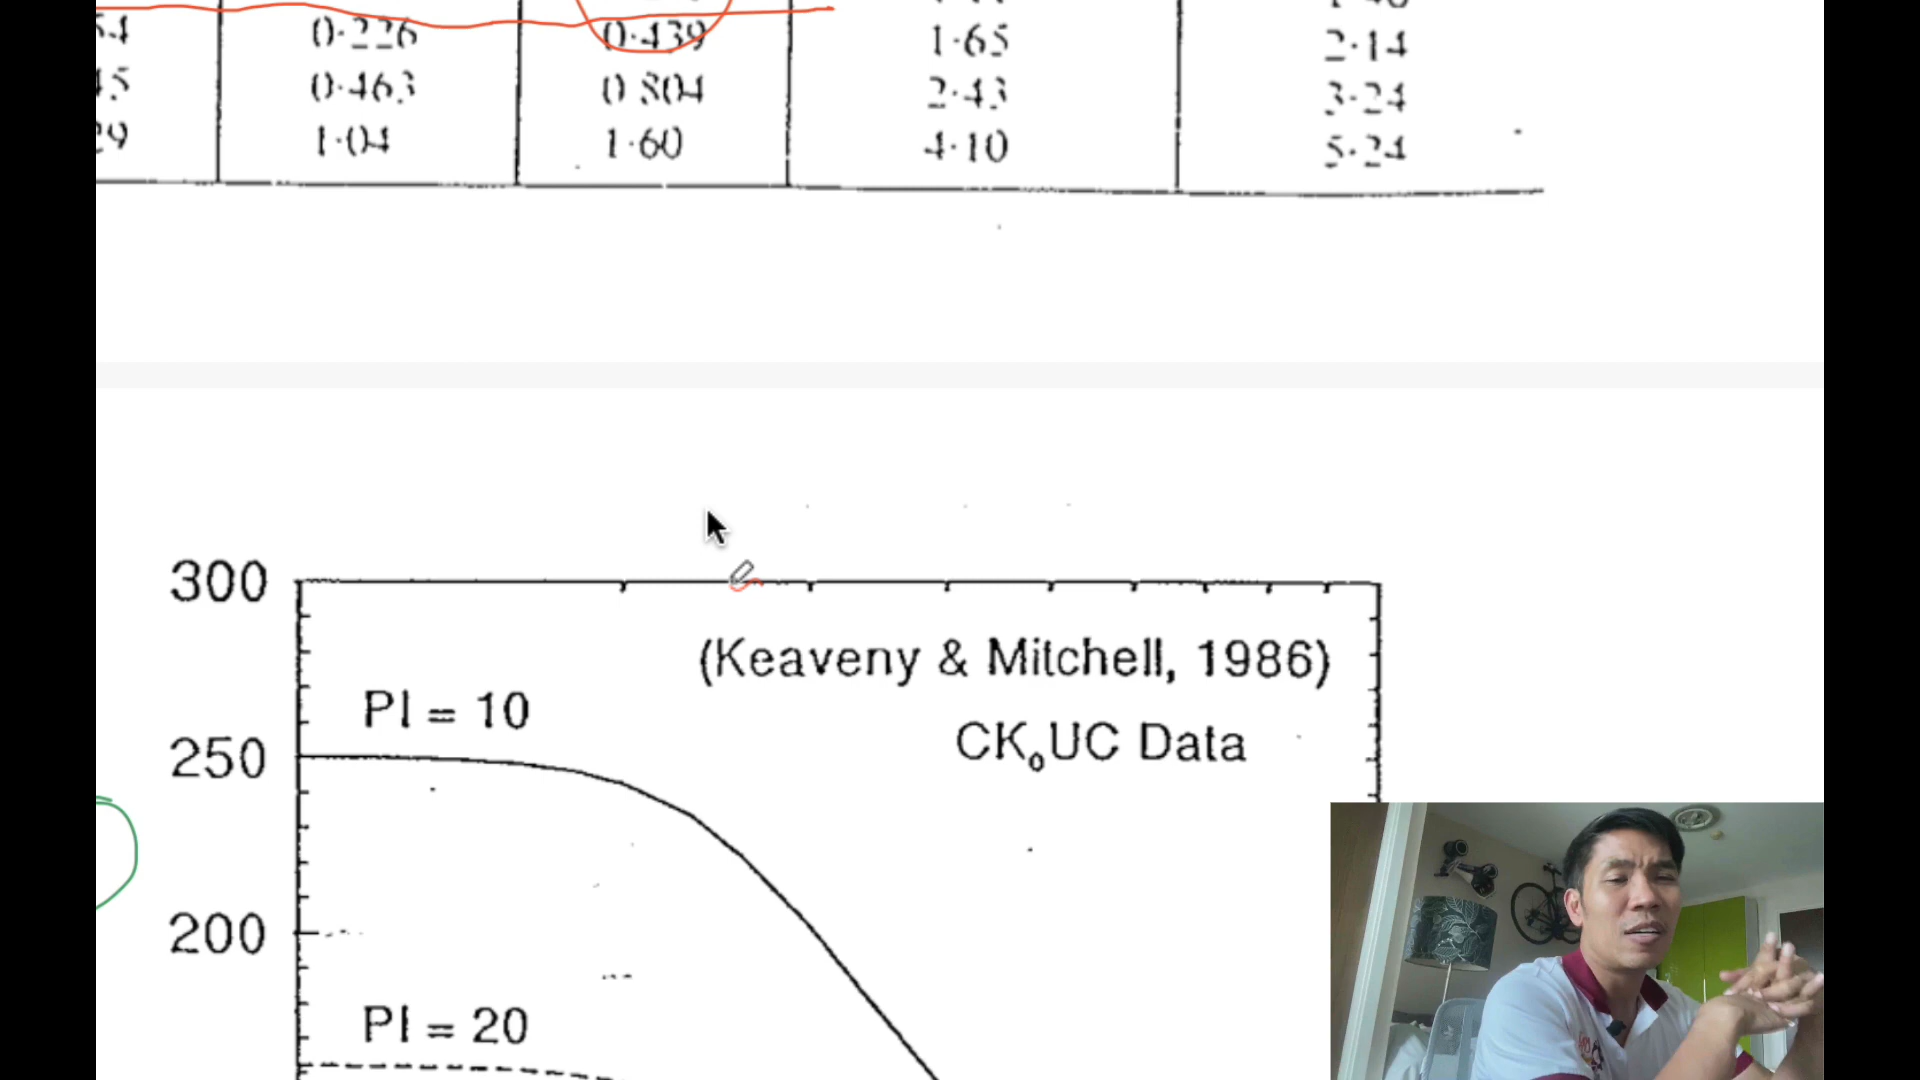 0·226 0·439 1·65 2·14
0·463 0·804 2·43 3·24
1·04 1·60 4·10 5·24
300
(Keaveny & Mitchell, 1986)
PI = 10
CK₀UC Data
250
200
PI = 20